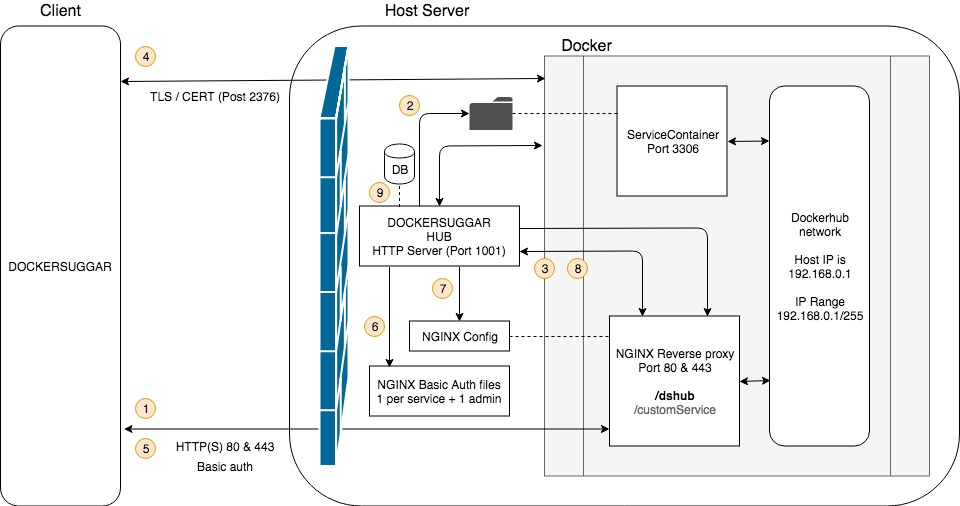 Client
Host Server
Docker
4
TLS / CERT (Post 2376)
2
DB
9
ServiceContainer
Port 3306
DOCKERSUGGAR
HUB
HTTP Server (Port 1001)
DOCKERSUGGAR
Dockerhub
network
Host IP is
192.168.0.1
IP Range
192.168.0.1/255
3
8
7
6
NGINX Config
NGINX Basic Auth files
1 per service + 1 admin
NGINX Reverse proxy
Port 80 & 443
/dshub
/customService
1
5
HTTP(S) 80 & 443
Basic auth